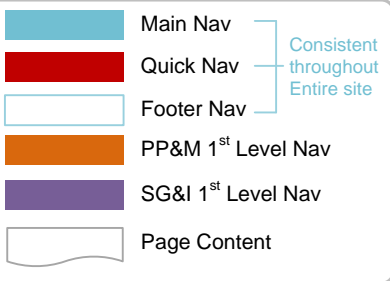 Main Nav
Quick Nav
Footer Nav
Consistent
throughout
Entire site
PP&M 1st Level Nav
SG&I 1st Level Nav
Page Content